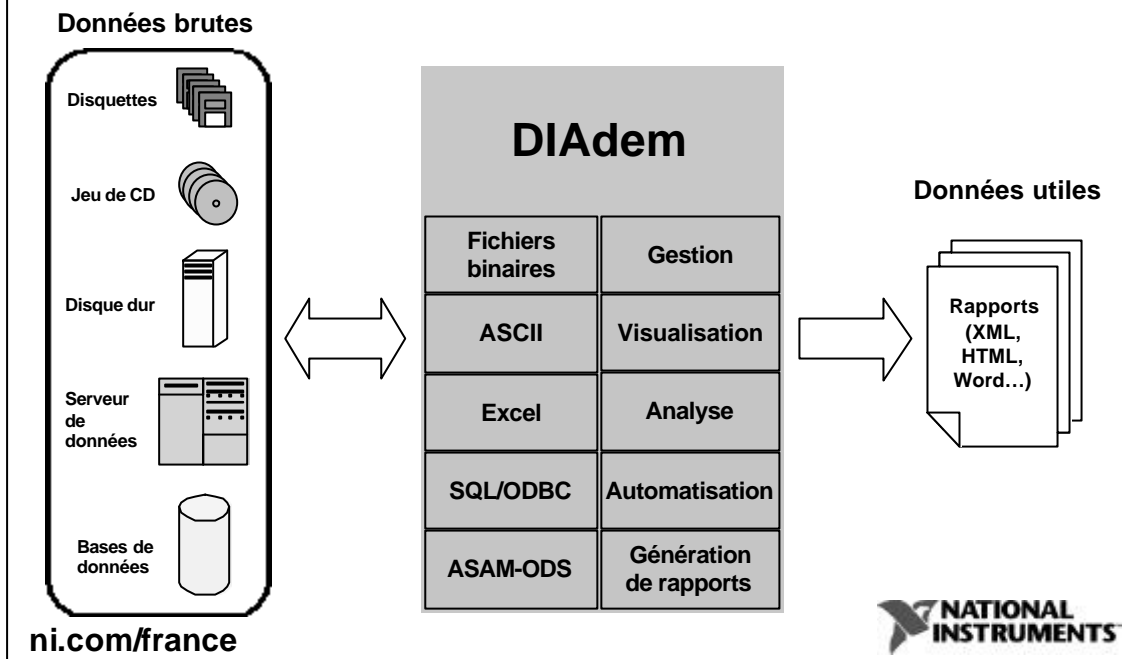 Données brutes
Disquettes
Jeu de CD
Disque dur
Serveur
de
données
Bases de
données
DIAdem
Fichiers
binaires
Gestion
ASCII
Visualisation
Excel
Analyse
SQL/ODBC
Automatisation
ASAM-ODS
Génération
de rapports
Données utiles
Rapports
(XML,
HTML,
Word…)
ni.com/france
NATIONAL
INSTRUMENTS